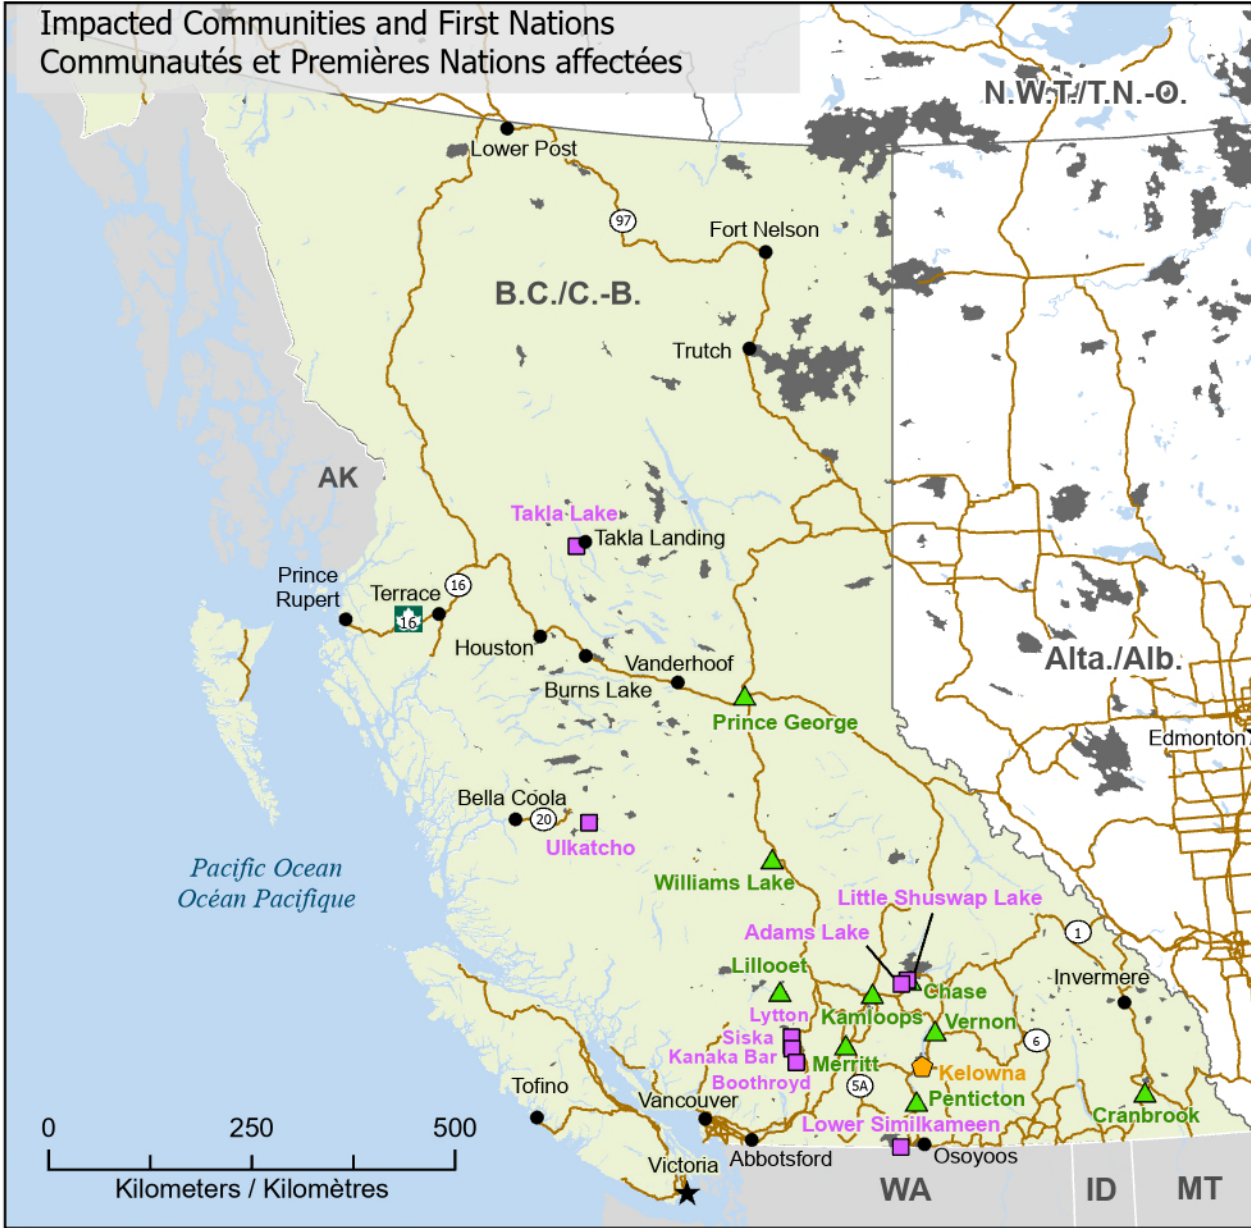 Impacted Communities and First Nations
Communautés et Premières Nations affectées
N.W.T./T.N.-O.
Lower Post
97
Fort Nelson
B.C./C.-B.
Trutch
AK
Takla Lake
Takla Landing
Prince
Rupert
Terrace
16
16
Houston
Vanderhoof
Burns Lake
Alta./Alb.
Prince George
Edmonton
Bella Coola
20
Ulkatcho
Pacific Ocean
Océan Pacifique
Williams Lake
Little Shuswap Lake
Adams Lake
1
Lillooet
Invermere
Chase
Lytton
Kamloops
Vernon
Siska
Kanaka Bar
Merritt
6
Boothroyd
Kelowna
5A
Tofino
Vancouver
Penticton
Cranbrook
Lower Similkameen
0 250 500
Kilometers / Kilomètres
Victoria
Abbotsford
Osoyoos
WA
ID
MT